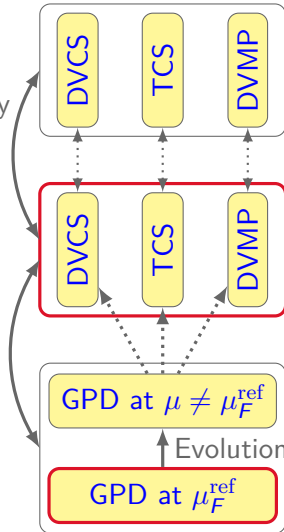 DVCS
TCS
DVMP
y
DVCS
TCS
DVMP
GPD at μ ≠ μ_F^ref
Evolution
GPD at μ_F^ref